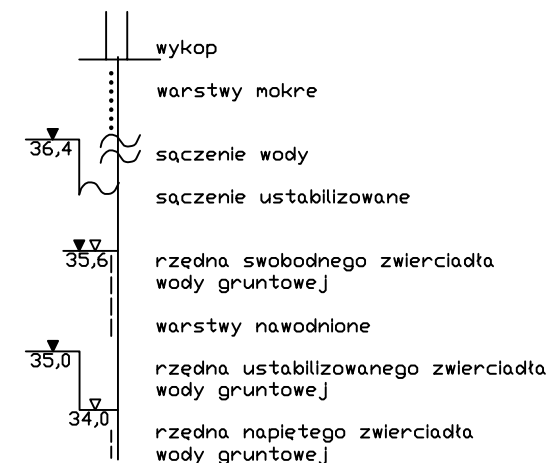 wykop
warstwy mokre
36,4
sączenie wody
sączenie ustabilizowane
35,6
rzędna swobodnego zwierciadła
wody gruntowej
warstwy nawodnione
35,0
rzędna ustabilizowanego zwierciadła
wody gruntowej
34,0
rzędna napiętego zwierciadła
wody gruntowej